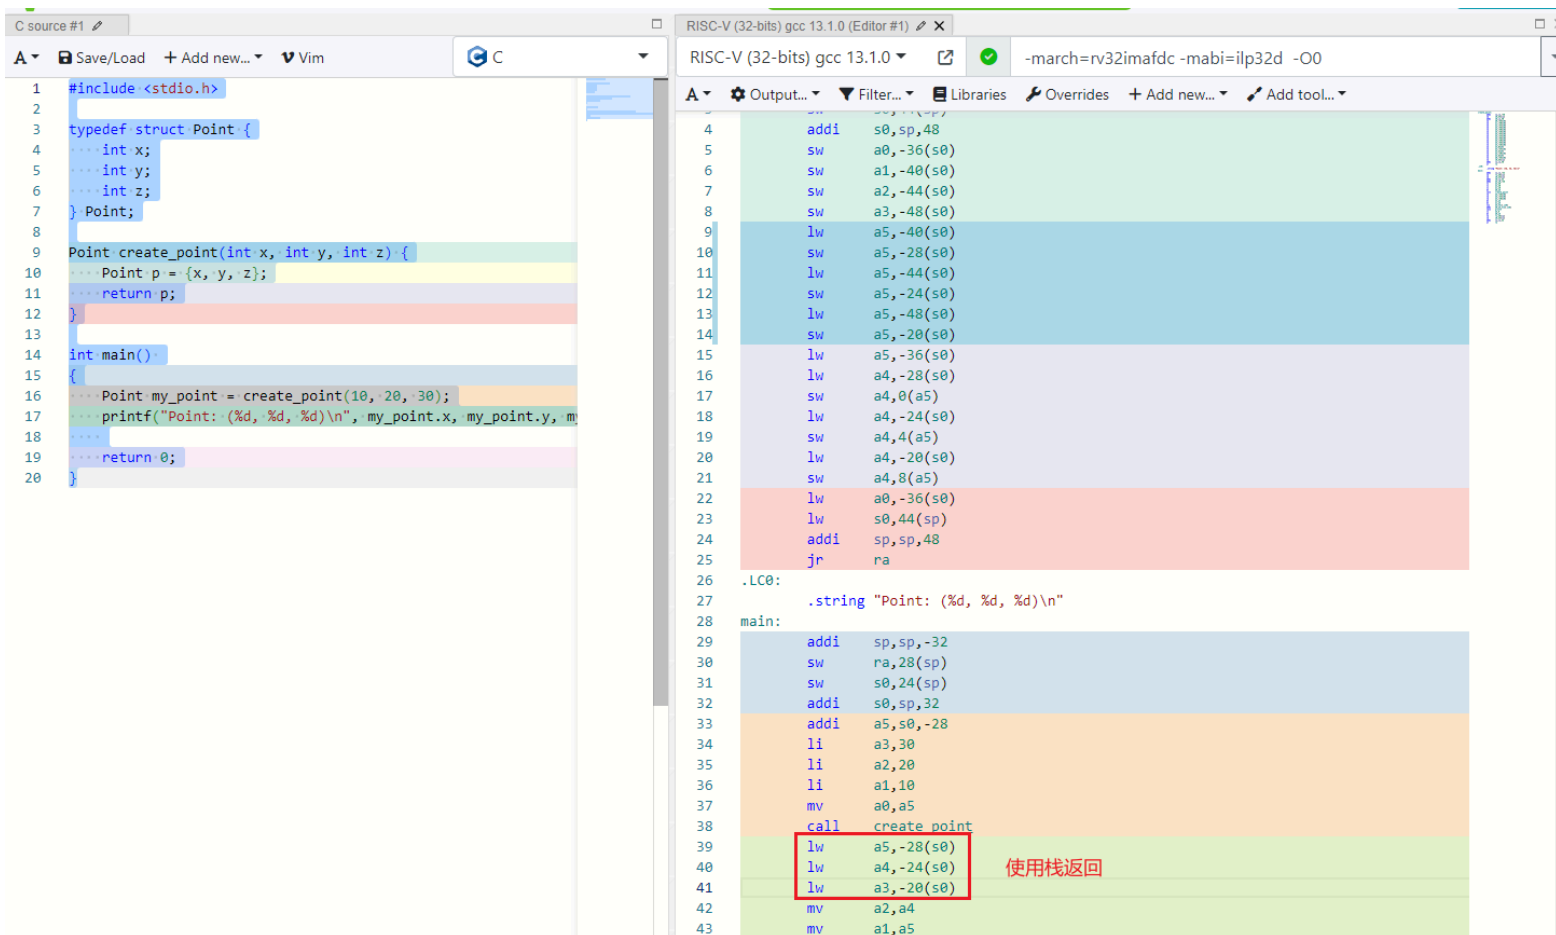 C source #1
A Save/Load + Add new... Vim C
1 #include <stdio.h>
2
3 typedef struct Point {
4 int x;
5 int y;
6 int z;
7 } Point;
8
9 Point create_point(int x, int y, int z) {
10 Point p = {x, y, z};
11 return p;
12 }
13
14 int main()
15 {
16 Point my_point = create_point(10, 20, 30);
17 printf("Point: (%d, %d, %d)\n", my_point.x, my_point.y, m
18
19 return 0;
20 }
RISC-V (32-bits) gcc 13.1.0 (Editor #1)
RISC-V (32-bits) gcc 13.1.0 -march=rv32imafdc -mabi=ilp32d -O0
A Output... Filter... Libraries Overrides + Add new... Add tool...
4 addi s0,sp,48
5 sw a0,-36(s0)
6 sw a1,-40(s0)
7 sw a2,-44(s0)
8 sw a3,-48(s0)
9 lw a5,-40(s0)
10 sw a5,-28(s0)
11 lw a5,-44(s0)
12 sw a5,-24(s0)
13 lw a5,-48(s0)
14 sw a5,-20(s0)
15 lw a5,-36(s0)
16 lw a4,-28(s0)
17 sw a4,0(a5)
18 lw a4,-24(s0)
19 sw a4,4(a5)
20 lw a4,-20(s0)
21 sw a4,8(a5)
22 lw a0,-36(s0)
23 lw s0,44(sp)
24 addi sp,sp,48
25 jr ra
26 .LC0:
27 .string "Point: (%d, %d, %d)\n"
28 main:
29 addi sp,sp,-32
30 sw ra,28(sp)
31 sw s0,24(sp)
32 addi s0,sp,32
33 addi a5,s0,-28
34 li a3,30
35 li a2,20
36 li a1,10
37 mv a0,a5
38 call create_point
39 lw a5,-28(s0)
40 lw a4,-24(s0) 使用栈返回
41 lw a3,-20(s0)
42 mv a2,a4
43 mv a1,a5